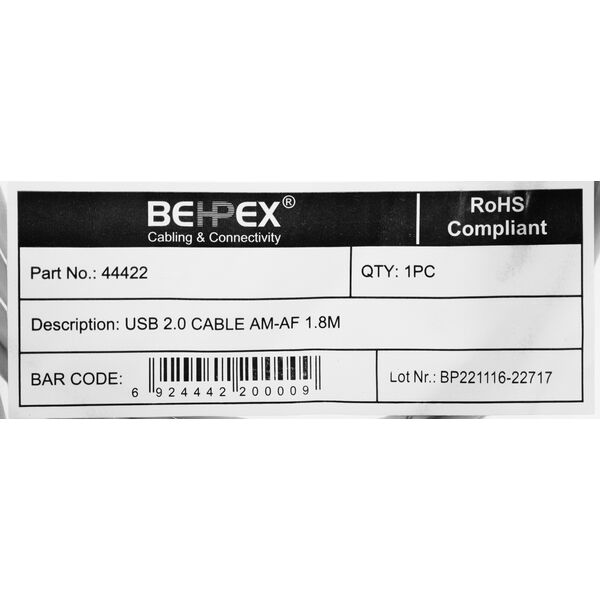 BEHPEX®
Cabling & Connectivity
RoHS
Compliant
Part No.: 44422
QTY: 1PC
Description: USB 2.0 CABLE AM-AF 1.8M
BAR CODE:
6 924442 200009
Lot Nr.: BP221116-22717